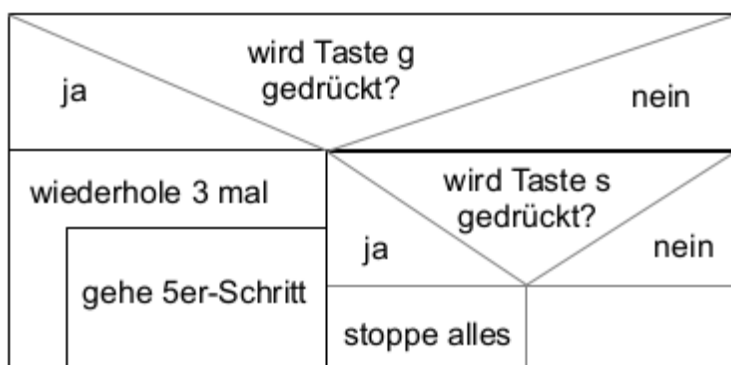 wird Taste g
gedrückt?
ja
nein
wiederhole 3 mal
wird Taste s
gedrückt?
ja
nein
gehe 5er-Schritt
stoppe alles